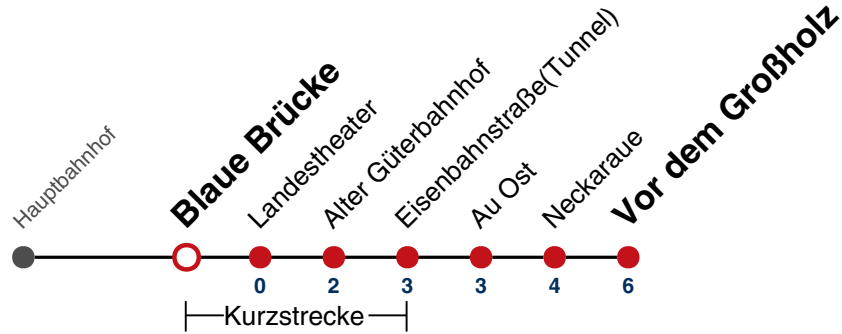 Hauptbahnhof
Blaue Brücke
Landestheater
Alter Güterbahnhof
Eisenbahnstraße(Tunnel)
Au Ost
Neckaraue
Vor dem Großholz
0 2 3 3 4 6
Kurzstrecke